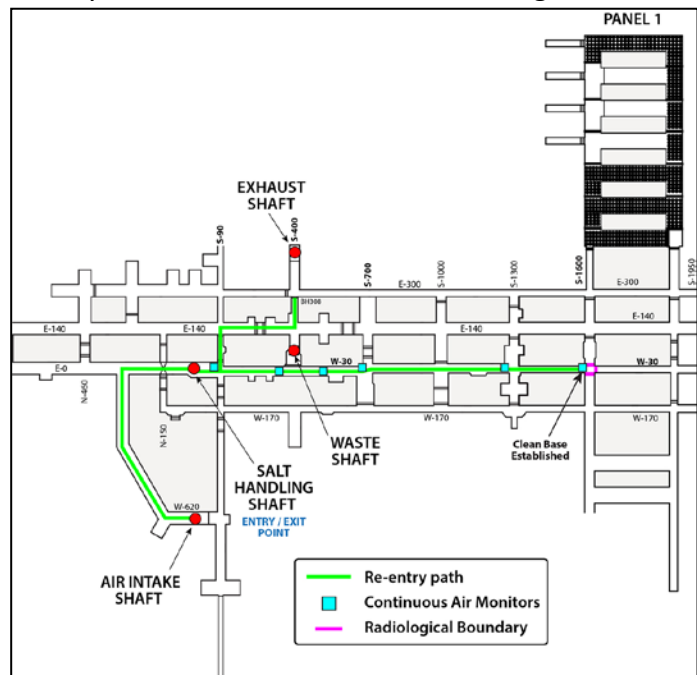 PANEL 1
EXHAUST
SHAFT
S-90
S-400
S-700
S-1000
S-1300
S-1600
S-1950
E-300
E-300
BH308
E-140
E-140
E-140
E-140
E-140
E-0
W-30
W-30
N-460
N-150
W-170
W-170
W-170
WASTE
SHAFT
Clean Base
Established
SALT
HANDLING
SHAFT
ENTRY / EXIT
POINT
W-620
AIR INTAKE
SHAFT
Re-entry path
Continuous Air Monitors
Radiological Boundary